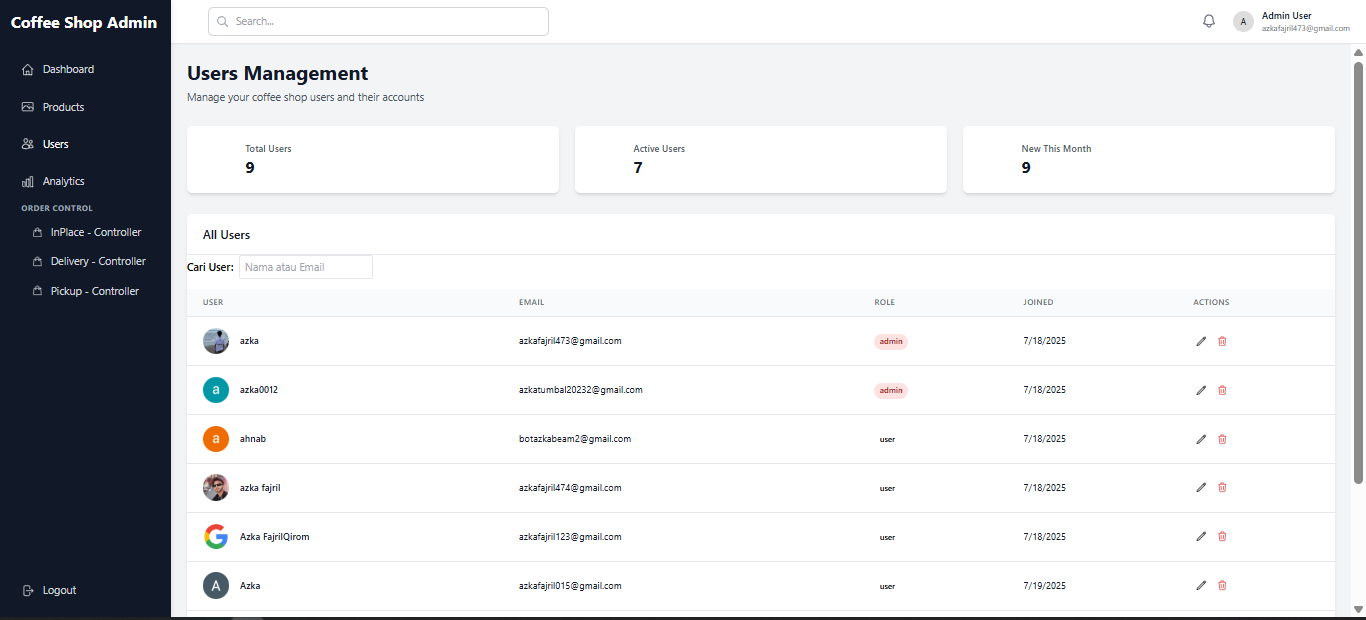 Coffee Shop Admin
Search...
A
Admin User
azkafajril473@gmail.com
Dashboard
Products
Users
Analytics
ORDER CONTROL
InPlace - Controller
Delivery - Controller
Pickup - Controller
Logout
Users Management
Manage your coffee shop users and their accounts
Total Users
9
Active Users
7
New This Month
9
All Users
Cari User: Nama atau Email
USER EMAIL ROLE JOINED ACTIONS
azka azkafajril473@gmail.com admin 7/18/2025
a azka0012 azkatumbal20232@gmail.com admin 7/18/2025
a ahnab botazkabeam2@gmail.com user 7/18/2025
azka fajril azkafajril474@gmail.com user 7/18/2025
G Azka FajrilQirom azkafajril123@gmail.com user 7/18/2025
A Azka azkafajril015@gmail.com user 7/19/2025